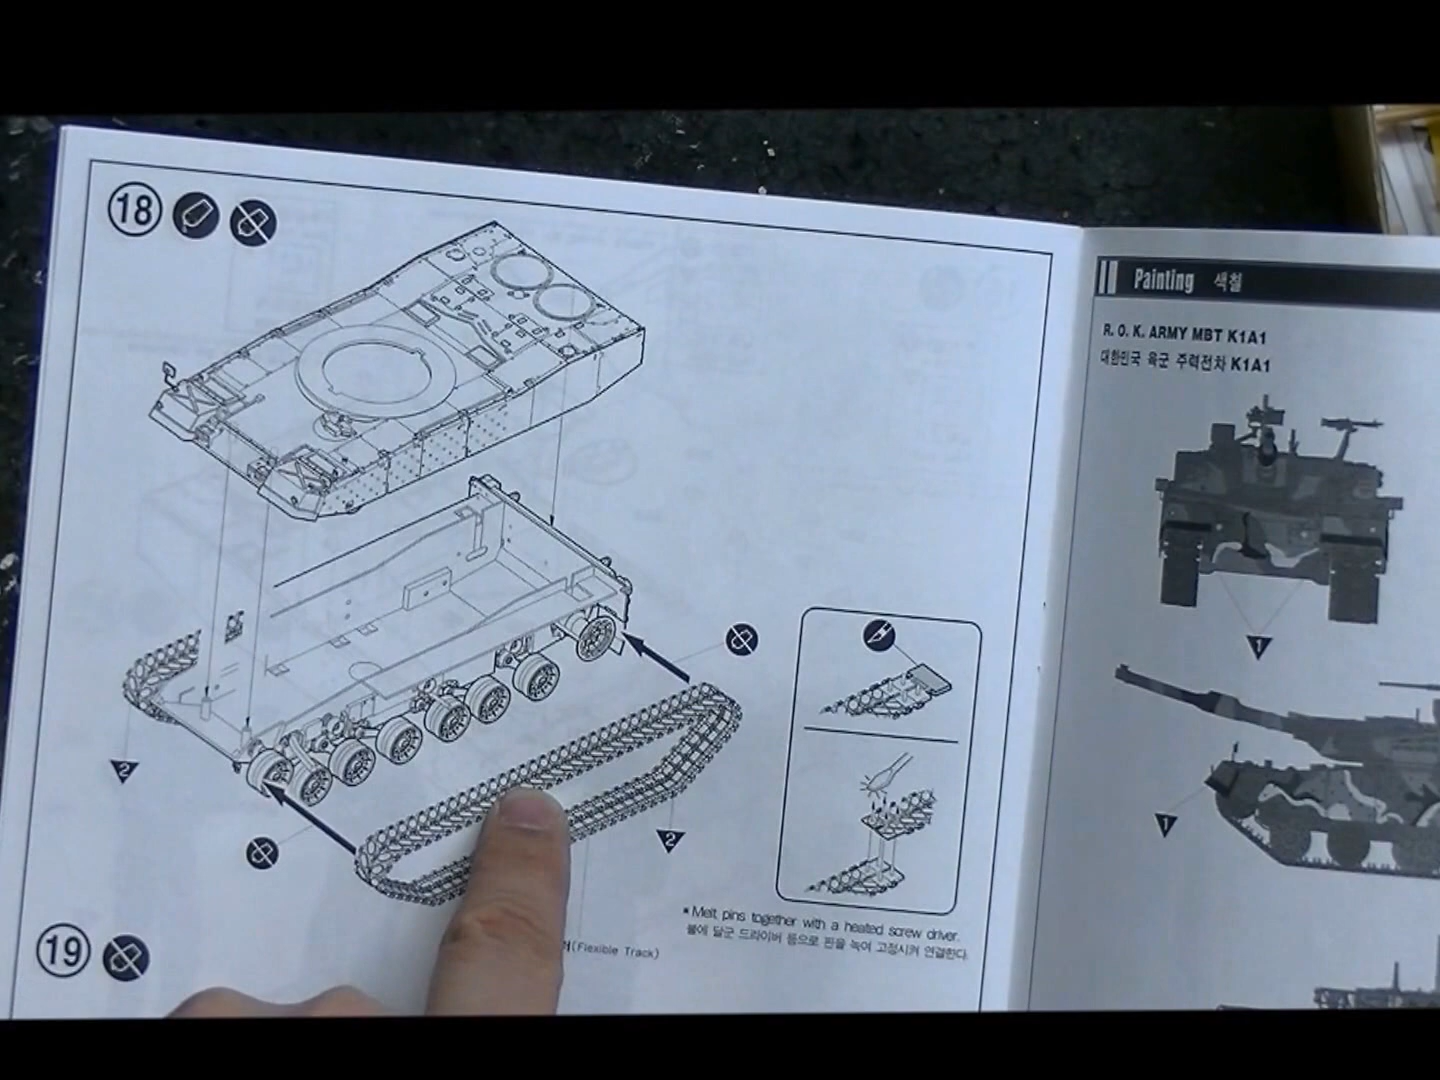 18
2
2
* Melt pins together with a heated screw driver.
불에 달군 드라이버 등으로 핀을 녹여 고정시켜 연결한다.
(Flexible Track)
19
Painting 색칠
R. O. K. ARMY MBT K1A1
대한민국 육군 주력전차 K1A1
1
1